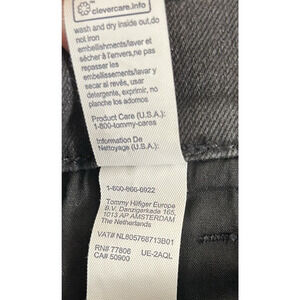 clevercare.info
wash and dry inside out,do
not iron
embellishments/laver et
sécher à l'envers,ne pas
repasser les
embellissements/lavar y
secar al revés, usar
detergente, exprimir, no
plancha los adornos
Product Care (U.S.A.):
1-800-tommy-cares
Información De
Nettoyage (U.S.A.):
1-800-866-6922
Tommy Hilfiger Europe
B.V. Danzigerkade 165,
1013 AP AMSTERDAM
The Netherlands
VAT# NL805768713B01
RN# 77806 UE-2AQL
CA# 50900